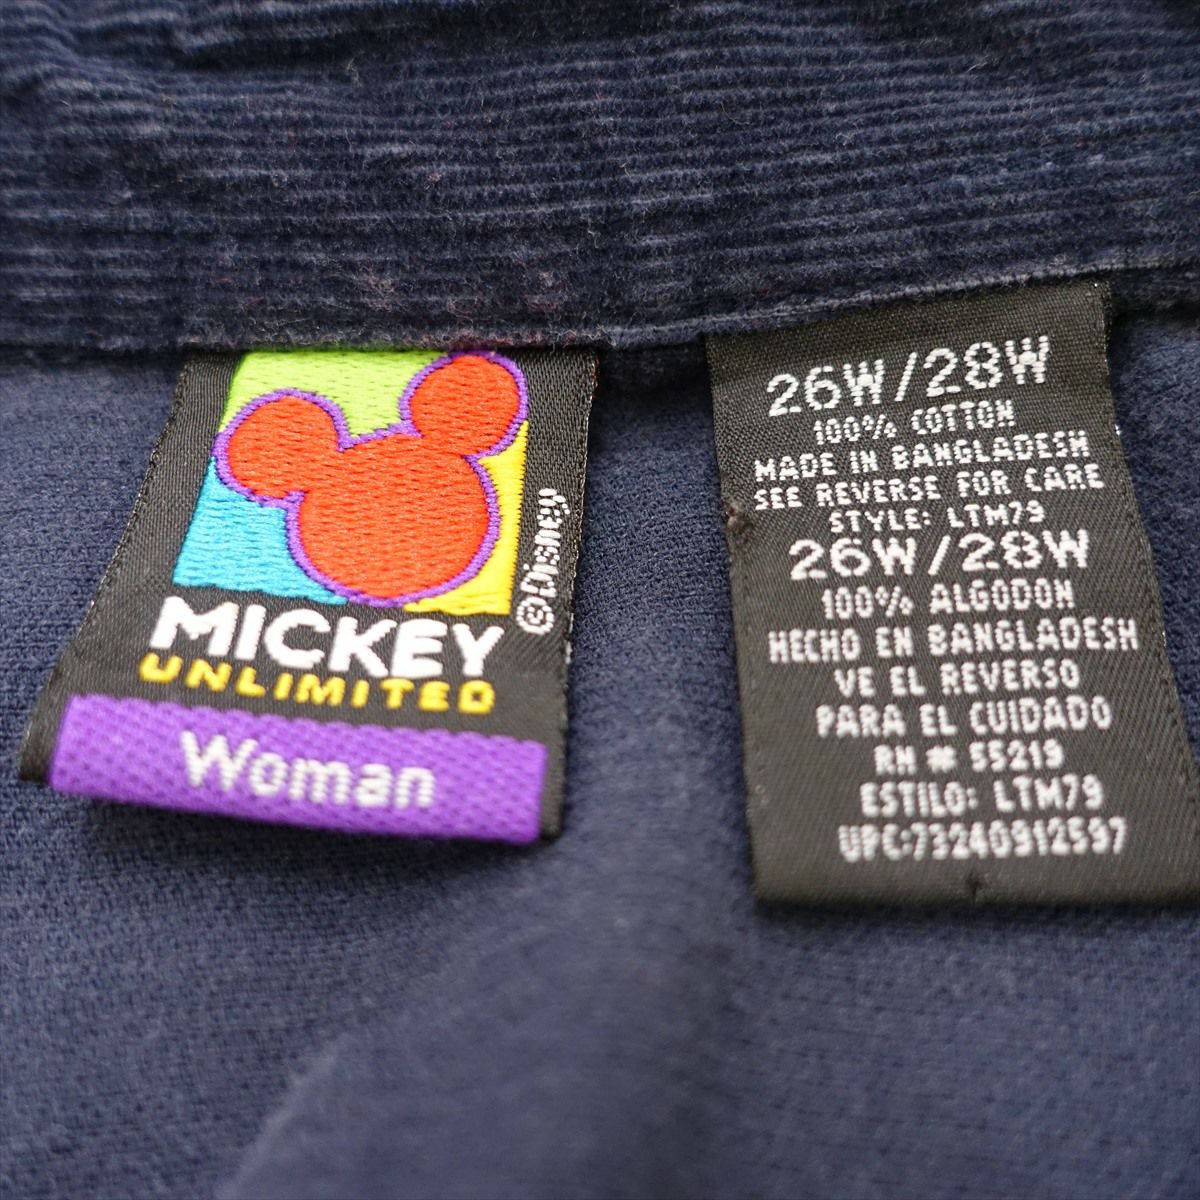 ©Disney
MICKEY
UNLIMITED
Woman
26W/28W
100% COTTON
MADE IN BANGLADESH
SEE REVERSE FOR CARE
STYLE: LTM79
26W/28W
100% ALGODON
HECHO EN BANGLADESH
VE EL REVERSO
PARA EL CUIDADO
RN # 55219
ESTILO: LTM79
UPC:73240912597